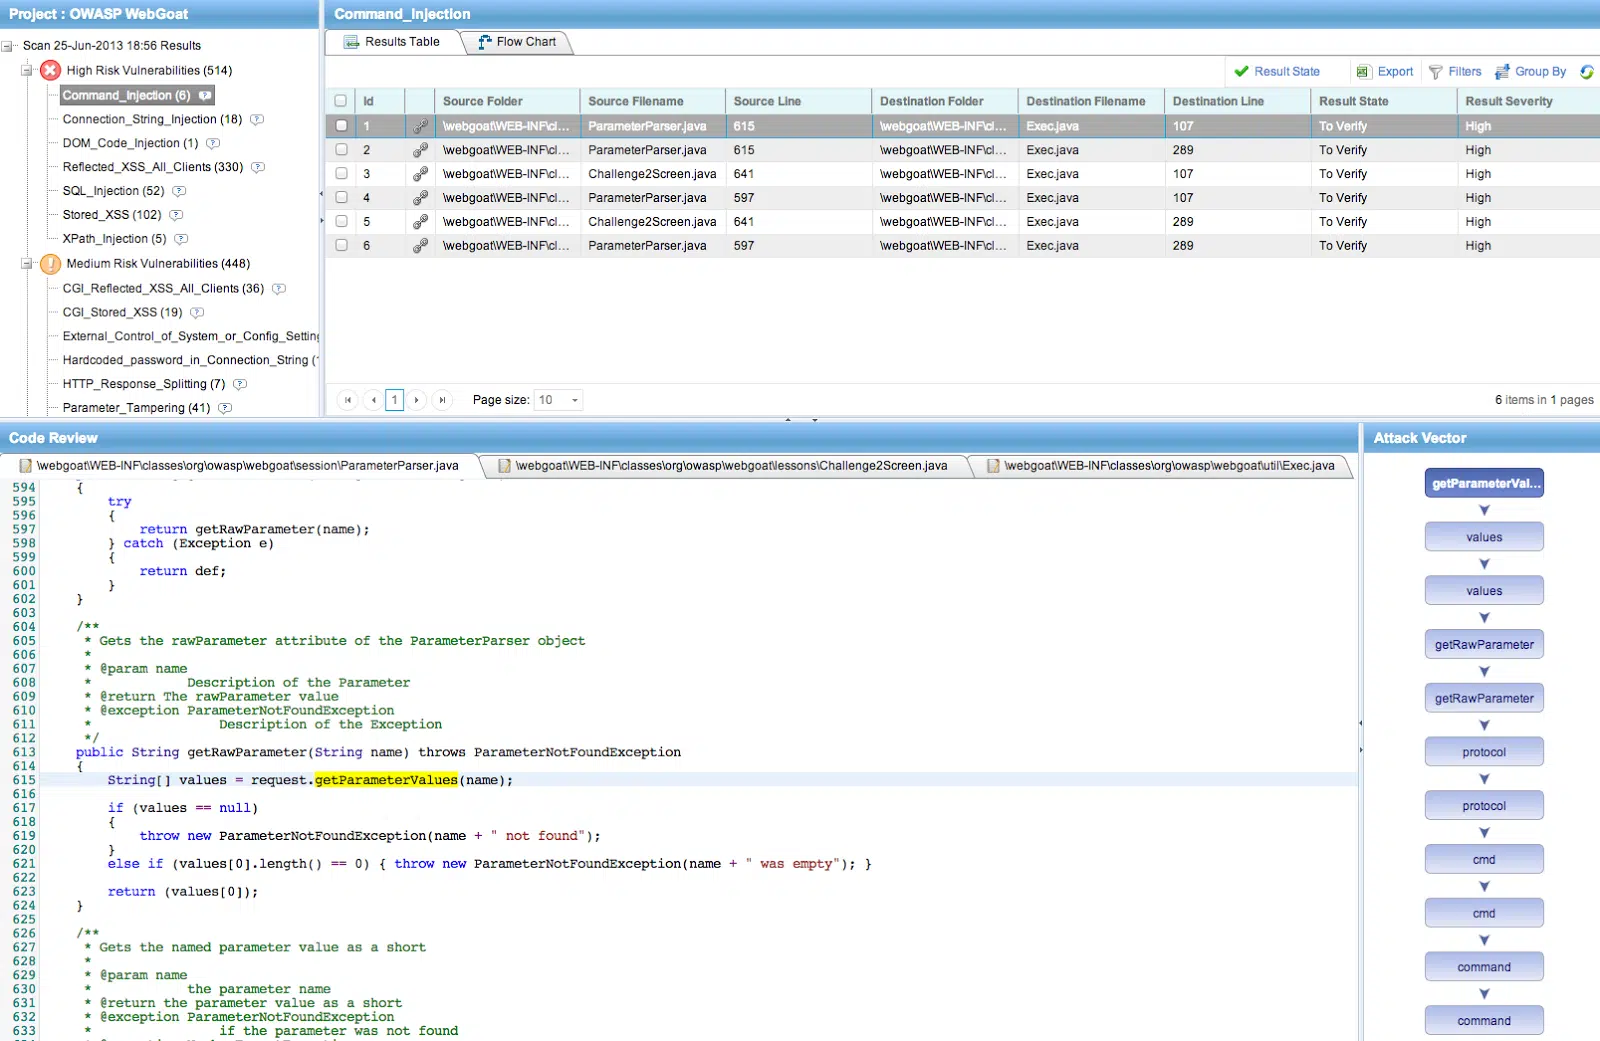 Project : OWASP WebGoat
Scan 25-Jun-2013 18:56 Results
High Risk Vulnerabilities (514)
Command_Injection (6)
Connection_String_Injection (18)
DOM_Code_Injection (1)
Reflected_XSS_All_Clients (330)
SQL_Injection (52)
Stored_XSS (102)
XPath_Injection (5)
Medium Risk Vulnerabilities (448)
CGI_Reflected_XSS_All_Clients (36)
CGI_Stored_XSS (19)
External_Control_of_System_or_Config_Setting
Hardcoded_password_in_Connection_String (
HTTP_Response_Splitting (7)
Parameter_Tampering (41)
Command_Injection
Results Table Flow Chart
Result State Export Filters Group By
Id Source Folder Source Filename Source Line Destination Folder Destination Filename Destination Line Result State Result Severity
1 \webgoat\WEB-INF\cl... ParameterParser.java 615 \webgoat\WEB-INF\cl... Exec.java 107 To Verify High
2 \webgoat\WEB-INF\cl... ParameterParser.java 615 \webgoat\WEB-INF\cl... Exec.java 289 To Verify High
3 \webgoat\WEB-INF\cl... Challenge2Screen.java 641 \webgoat\WEB-INF\cl... Exec.java 107 To Verify High
4 \webgoat\WEB-INF\cl... ParameterParser.java 597 \webgoat\WEB-INF\cl... Exec.java 107 To Verify High
5 \webgoat\WEB-INF\cl... Challenge2Screen.java 641 \webgoat\WEB-INF\cl... Exec.java 289 To Verify High
6 \webgoat\WEB-INF\cl... ParameterParser.java 597 \webgoat\WEB-INF\cl... Exec.java 289 To Verify High
1 Page size: 10 6 items in 1 pages
Code Review
\webgoat\WEB-INF\classes\org\owasp\webgoat\session\ParameterParser.java \webgoat\WEB-INF\classes\org\owasp\webgoat\lessons\Challenge2Screen.java \webgoat\WEB-INF\classes\org\owasp\webgoat\util\Exec.java
594 {
595 try
596 {
597 return getRawParameter(name);
598 } catch (Exception e)
599 {
600 return def;
601 }
602 }
603
604 /**
605 * Gets the rawParameter attribute of the ParameterParser object
606 *
607 * @param name
608 * Description of the Parameter
609 * @return The rawParameter value
610 * @exception ParameterNotFoundException
611 * Description of the Exception
612 */
613 public String getRawParameter(String name) throws ParameterNotFoundException
614 {
615 String[] values = request.getParameterValues(name);
616
617 if (values == null)
618 {
619 throw new ParameterNotFoundException(name + " not found");
620 }
621 else if (values[0].length() == 0) { throw new ParameterNotFoundException(name + " was empty"); }
622
623 return (values[0]);
624 }
625
626 /**
627 * Gets the named parameter value as a short
628 *
629 * @param name
630 * the parameter name
631 * @return the parameter value as a short
632 * @exception ParameterNotFoundException
633 * if the parameter was not found
Attack Vector
getParameterVal...
values
values
getRawParameter
getRawParameter
protocol
protocol
cmd
cmd
command
command